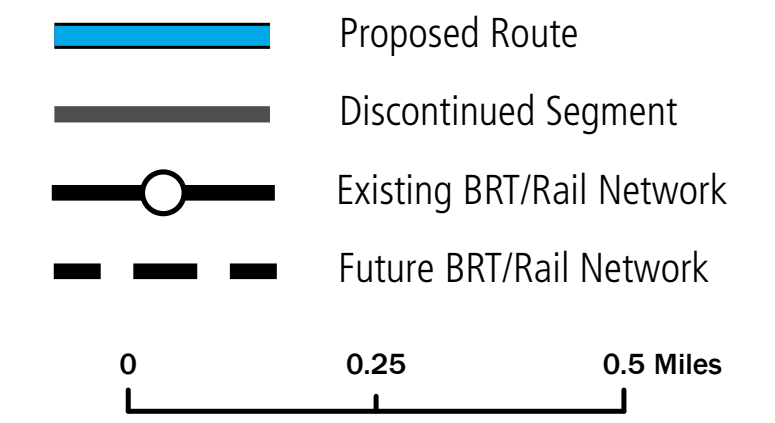 Proposed Route
Discontinued Segment
Existing BRT/Rail Network
Future BRT/Rail Network
0 0.25 0.5 Miles